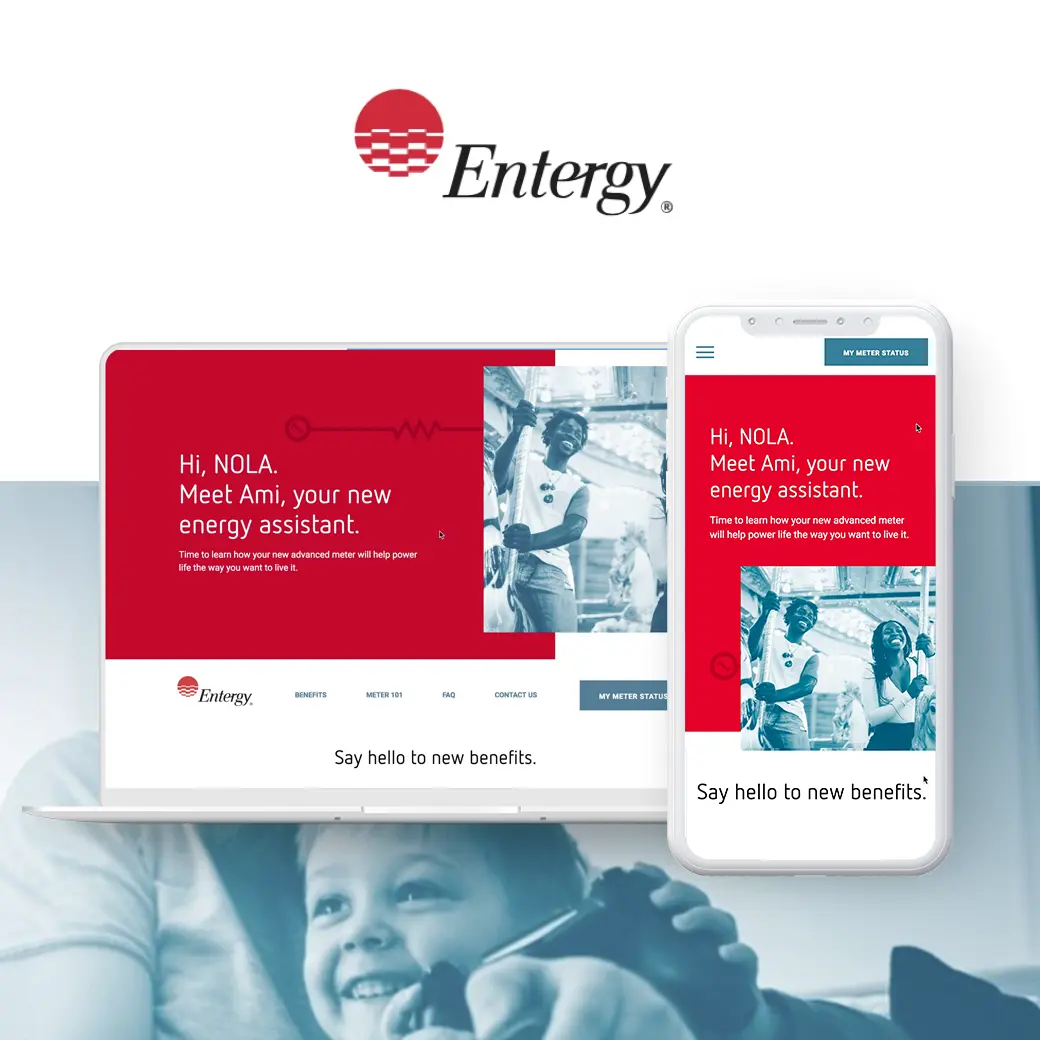 Entergy®
Hi, NOLA.
Meet Ami, your new
energy assistant.
Time to learn how your new advanced meter will help power
life the way you want to live it.
Entergy®
BENEFITS
METER 101
FAQ
CONTACT US
MY METER STATUS
Say hello to new benefits.
MY METER STATUS
Hi, NOLA.
Meet Ami, your new
energy assistant.
Time to learn how your new advanced meter
will help power life the way you want to live it.
Say hello to new benefits.